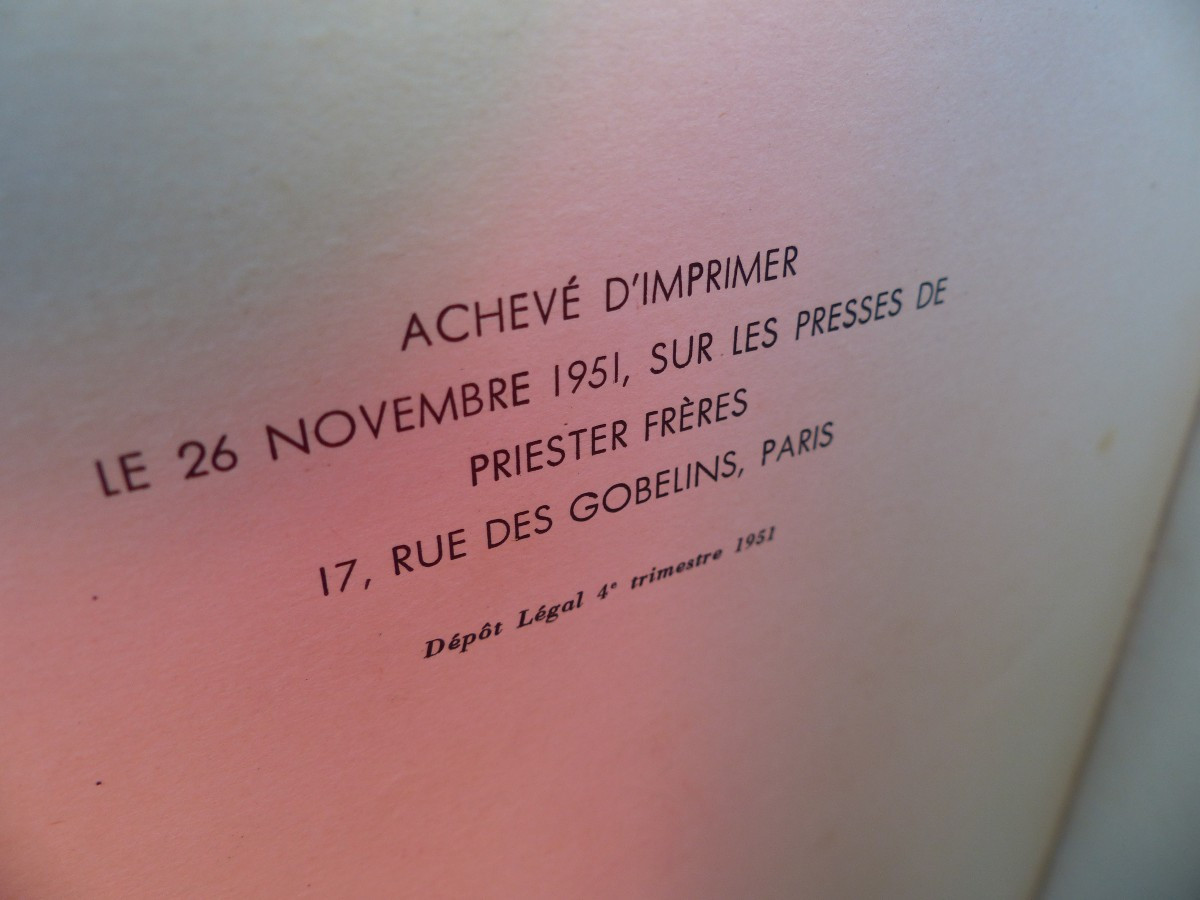 ACHEVÉ D'IMPRIMER
LE 26 NOVEMBRE 1951, SUR LES PRESSES DE
PRIESTER FRÈRES
17, RUE DES GOBELINS, PARIS
Dépôt Légal 4e trimestre 1951